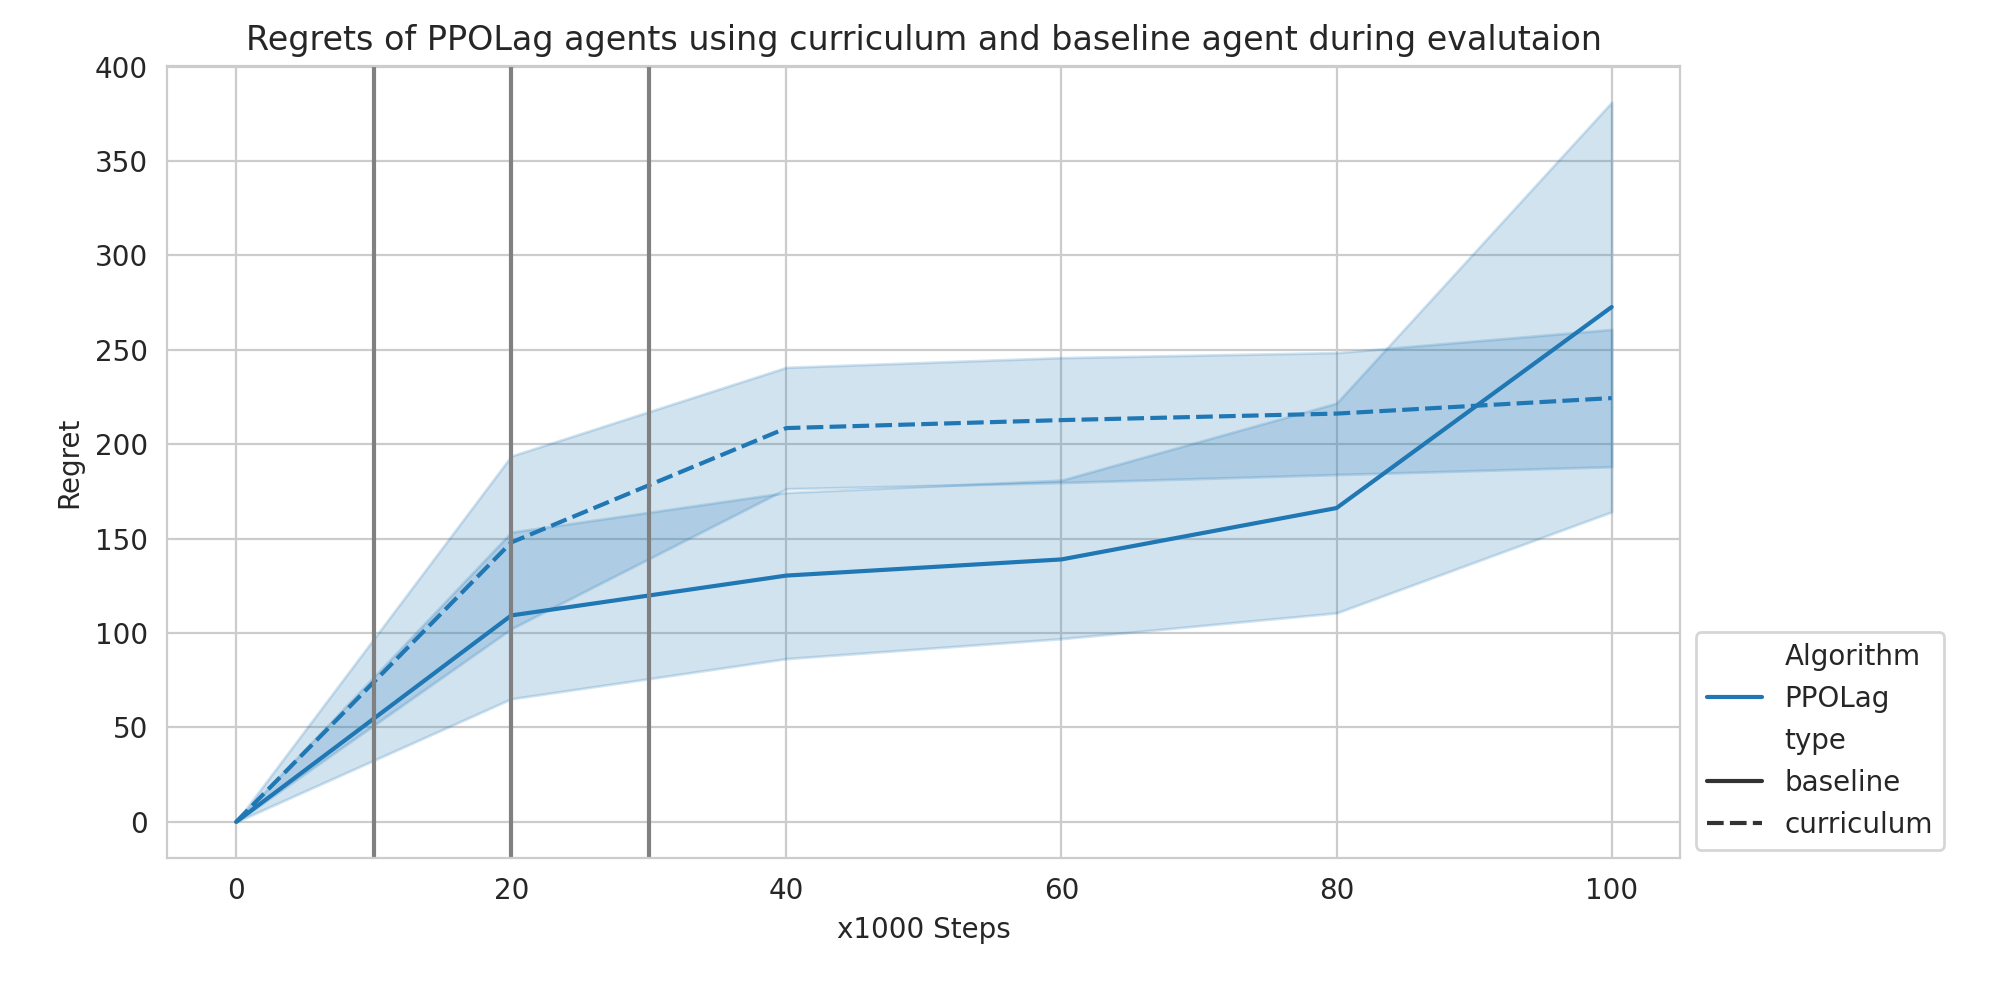 Regrets of PPOLag agents using curriculum and baseline agent during evalutaion
400
350
300
250
200
150
100
50
0
Regret
0 20 40 60 80 100
x1000 Steps
Algorithm
PPOLag
type
baseline
curriculum